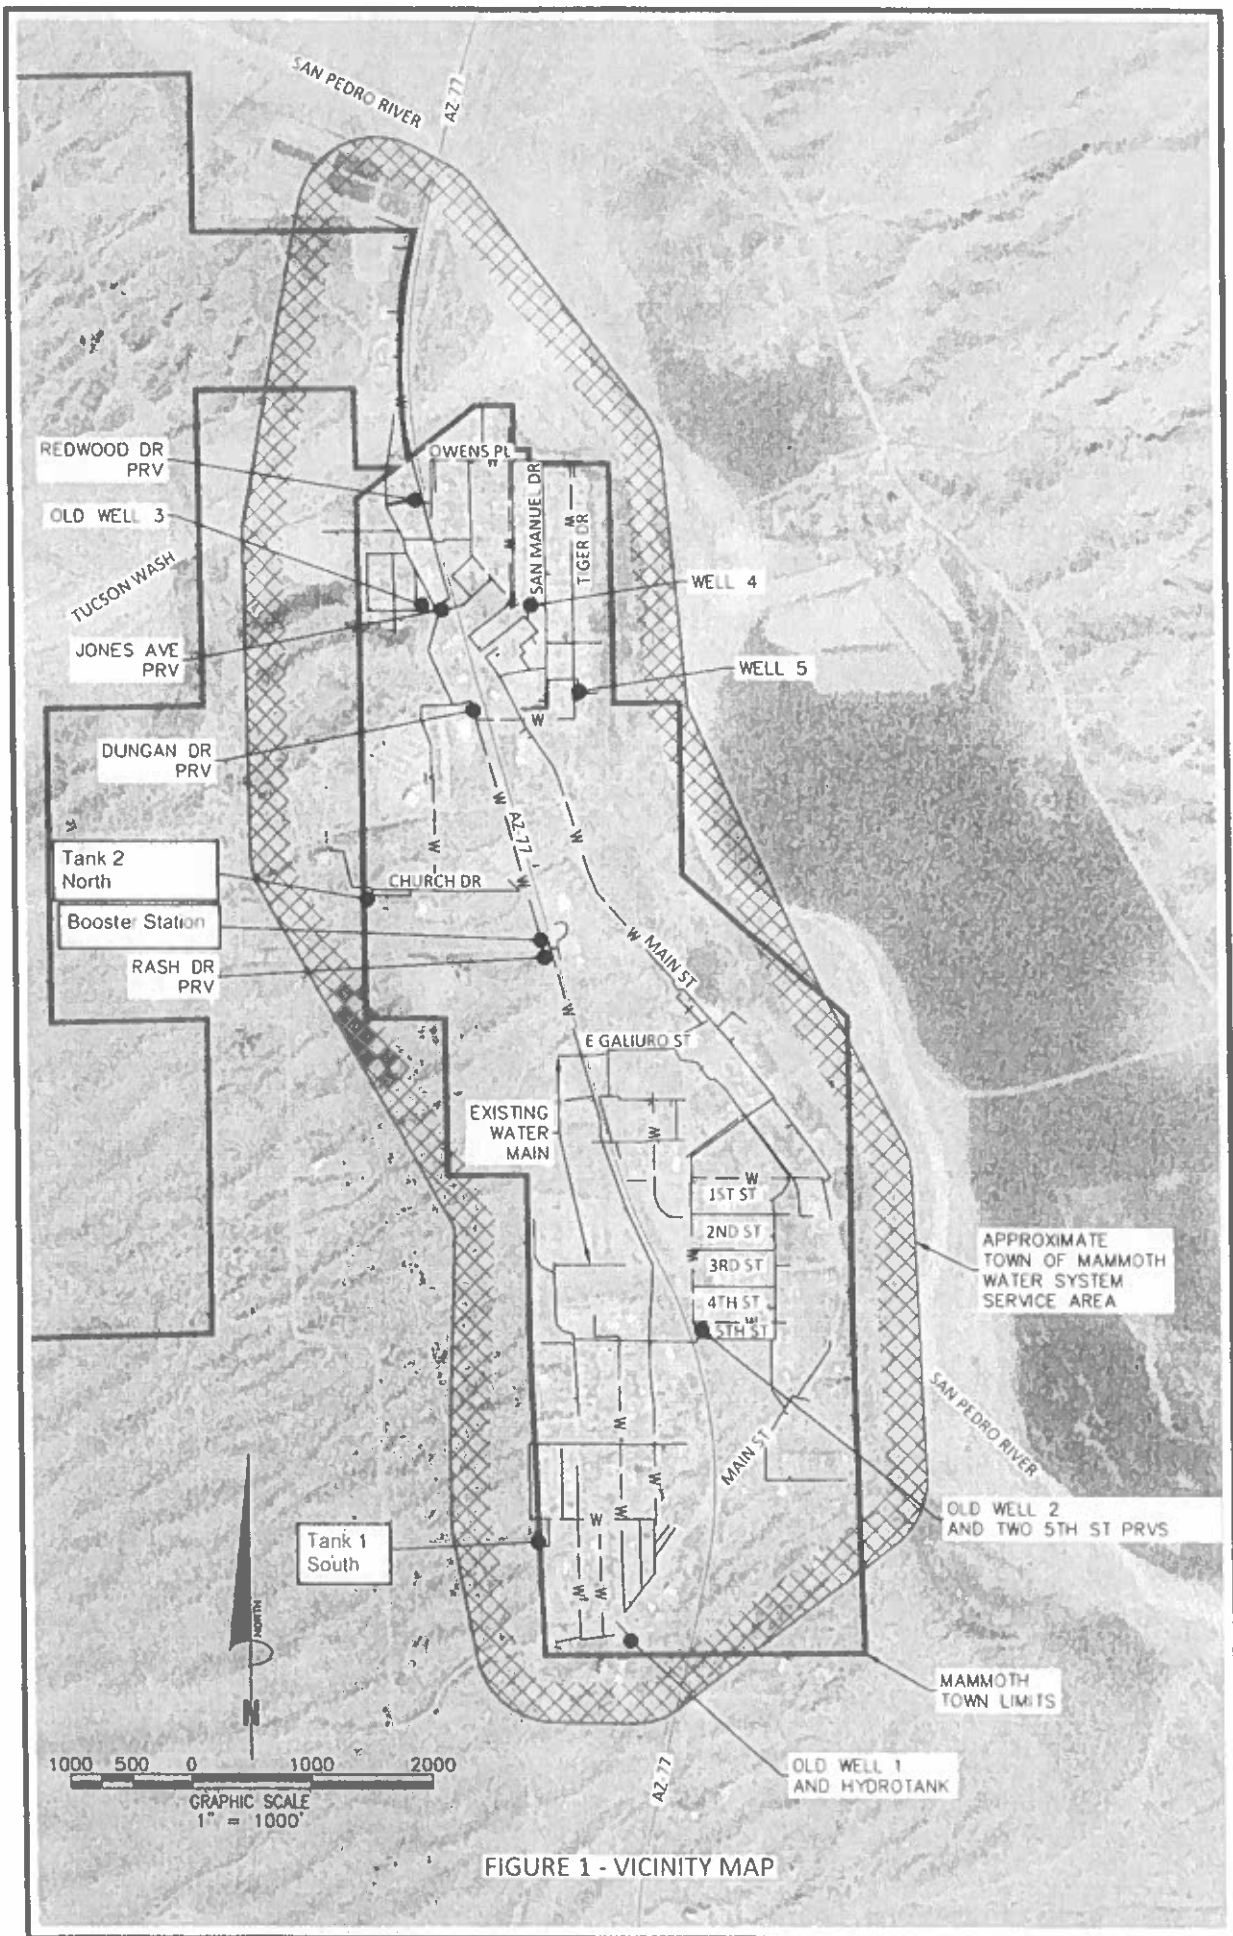 SAN PEDRO RIVER
AZ-77
REDWOOD DR
PRV
OWENS PL
W
OLD WELL 3
SAN MANUEL DR
TIGER DR
W
W
W
TUCSON WASH
WELL 4
JONES AVE
PRV
WELL 5
W
DUNGAN DR
PRV
W
AZ-77
W
W
Tank 2
North
CHURCH DR
W
Booster Station
W
MAIN ST
RASH DR
PRV
W
E GALIURO ST
EXISTING
WATER
MAIN
W
W
1ST ST
2ND ST
W
3RD ST
4TH ST
W
5TH ST
APPROXIMATE
TOWN OF MAMMOTH
WATER SYSTEM
SERVICE AREA
SAN PEDRO RIVER
W
MAIN ST
W
W
W
OLD WELL 2
AND TWO 5TH ST PRVS
Tank 1
South
W
W
W
NORTH
N
MAMMOTH
TOWN LIMITS
OLD WELL 1
AND HYDROTANK
AZ-77
1000 500 0 1000 2000
GRAPHIC SCALE
1" = 1000'
FIGURE 1 - VICINITY MAP